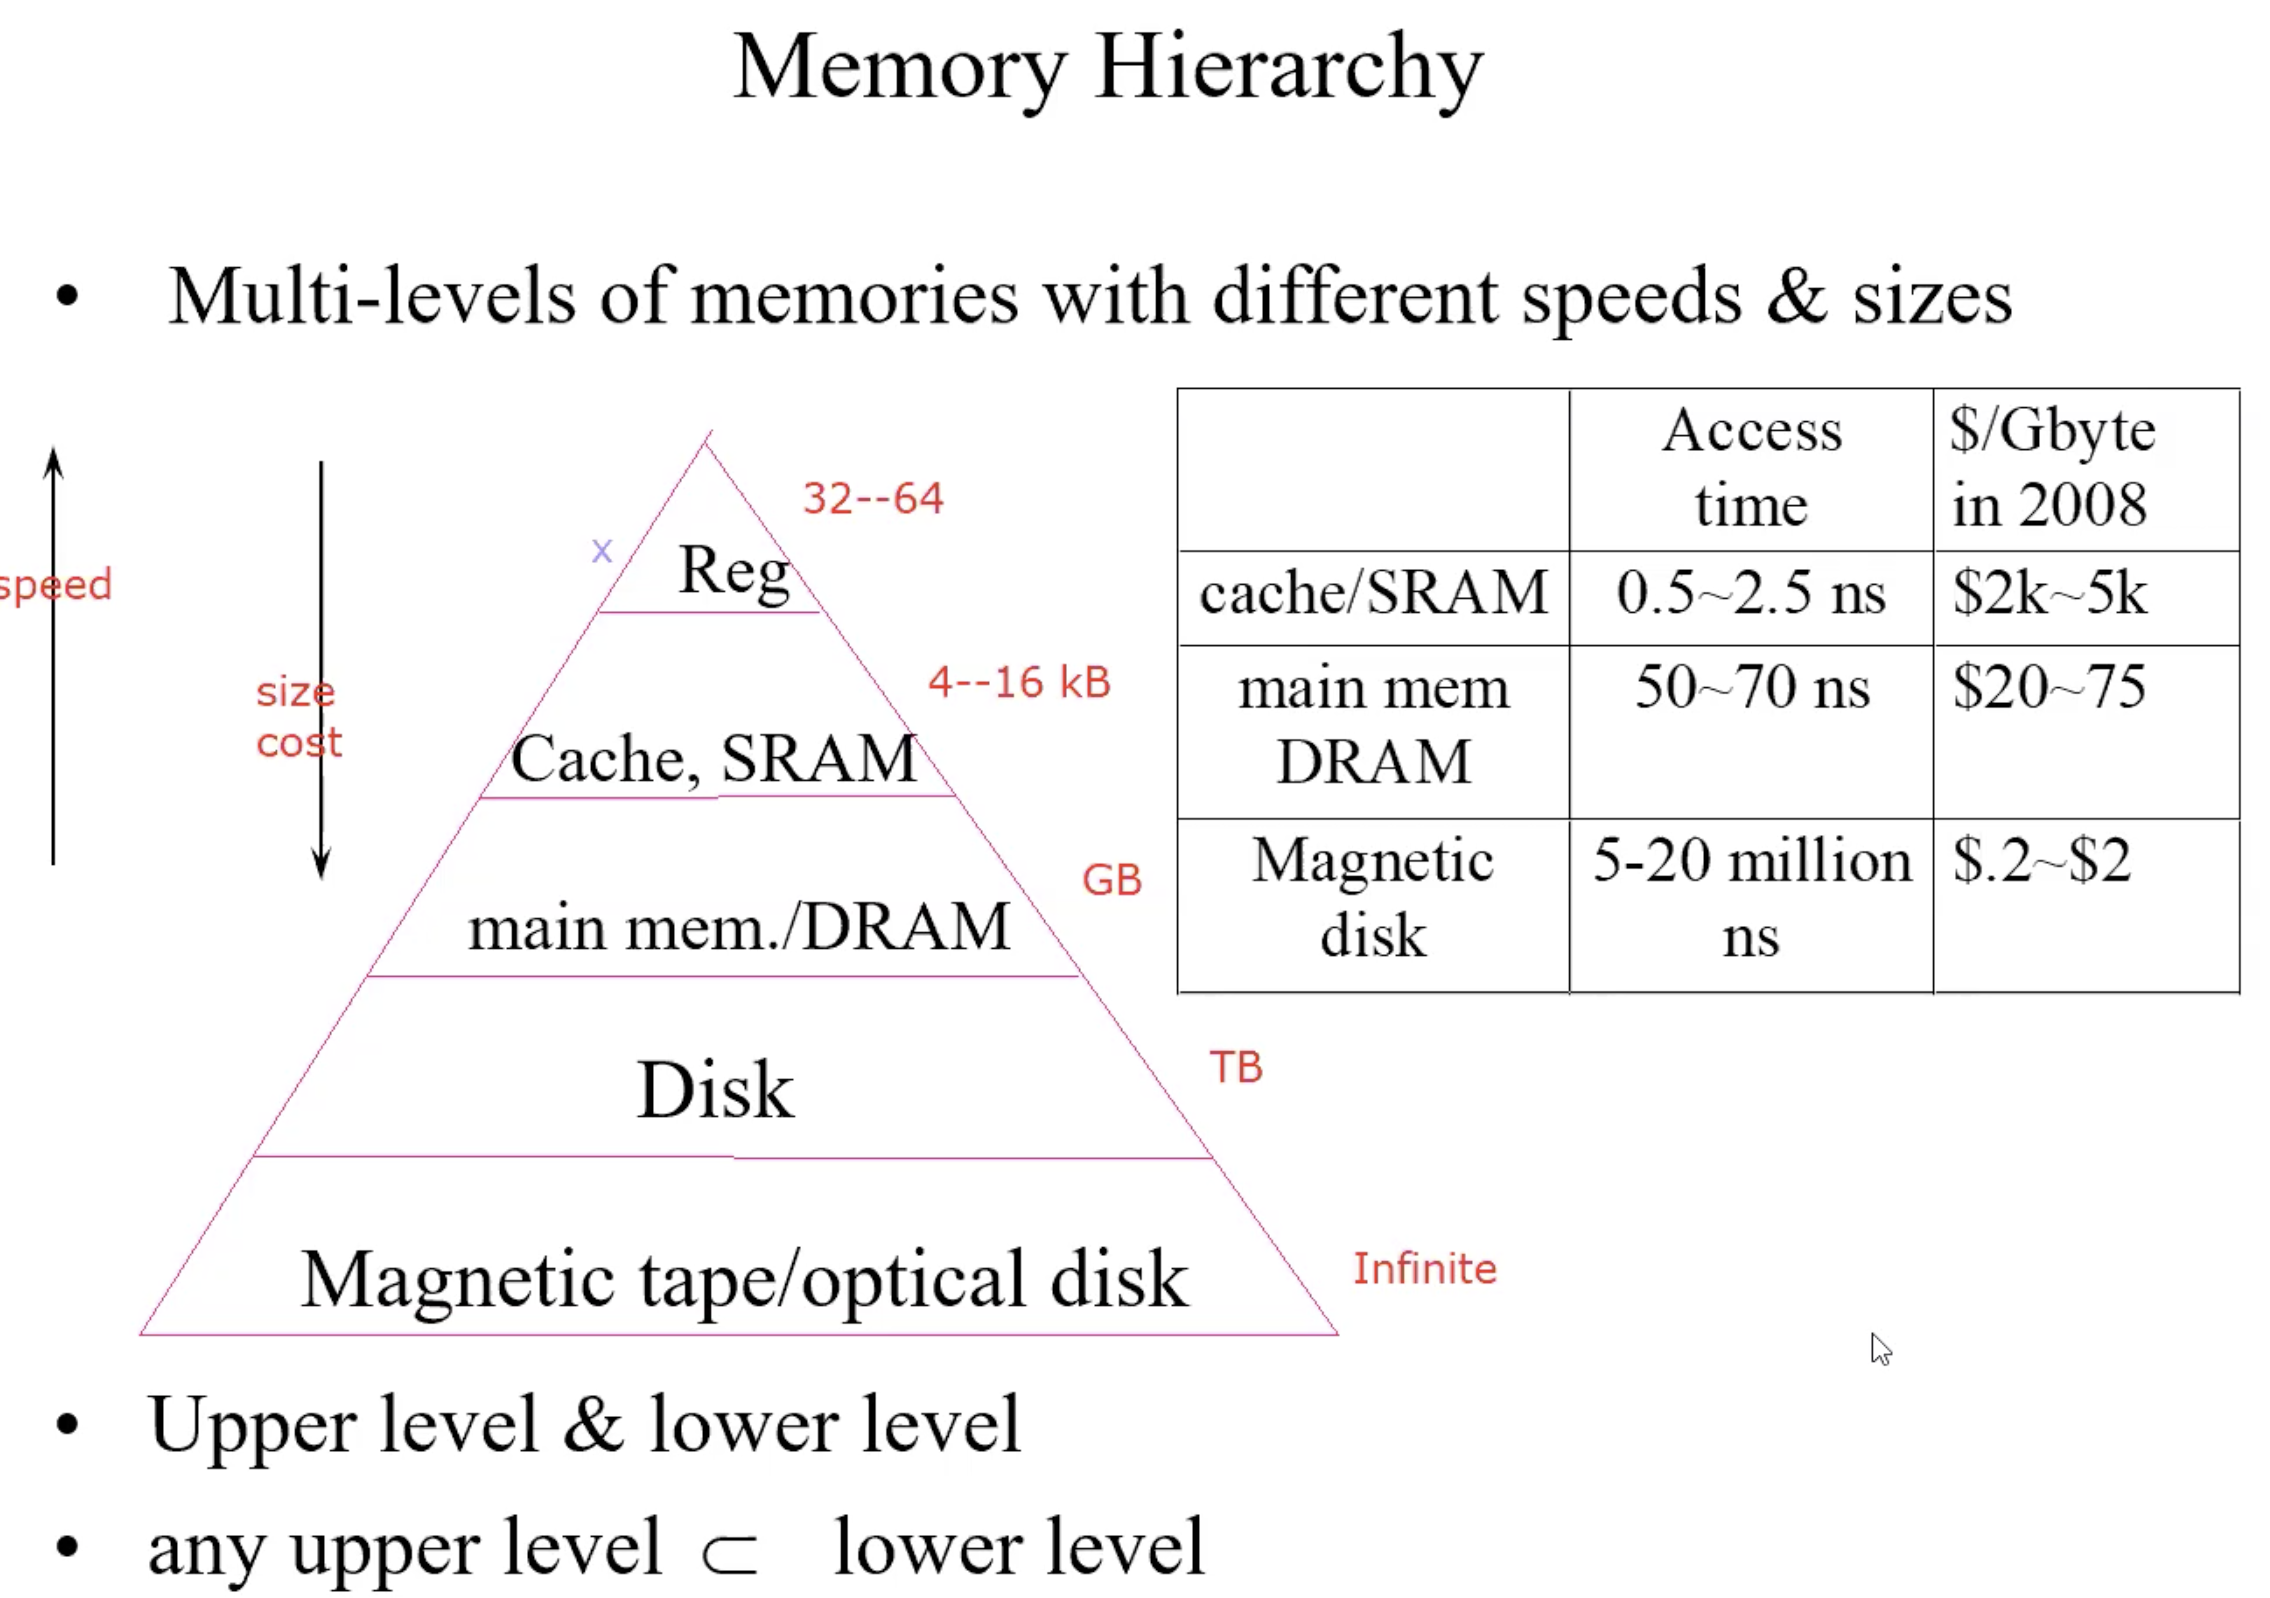 Memory Hierarchy
• Multi-levels of memories with different speeds & sizes
speed
size
cost
x
Reg
32--64
Cache, SRAM
4--16 kB
main mem./DRAM
GB
Disk
TB
Magnetic tape/optical disk
Infinite
Access
time
$/Gbyte
in 2008
cache/SRAM
0.5~2.5 ns
$2k~5k
main mem
DRAM
50~70 ns
$20~75
Magnetic
disk
5-20 million
ns
$.2~$2
• Upper level & lower level
• any upper level ⊂ lower level